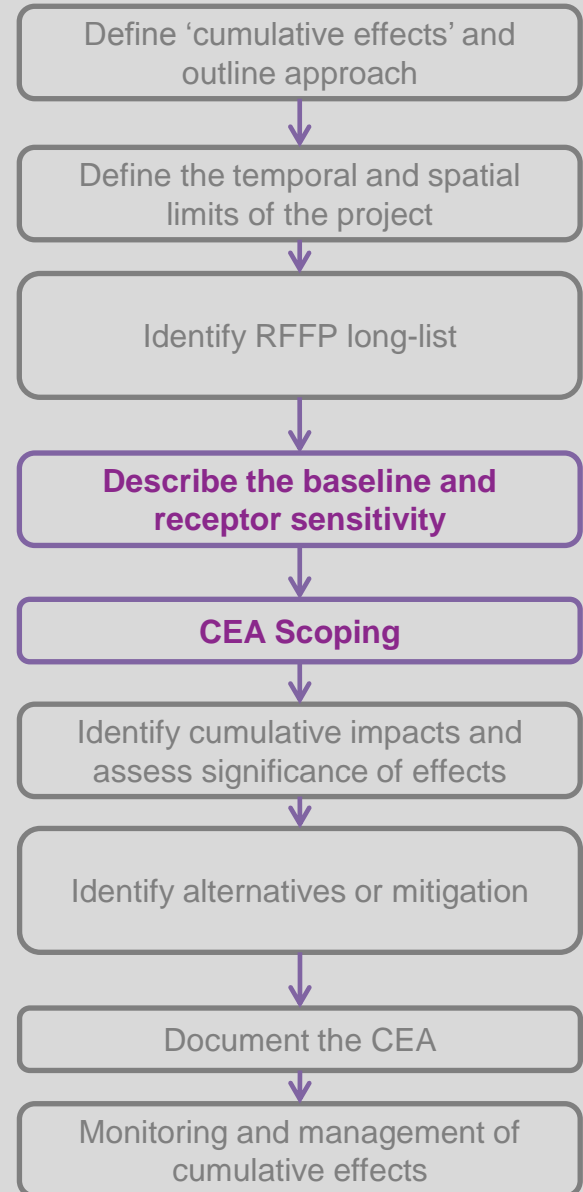 Define ‘cumulative effects’ and
outline approach
Define the temporal and spatial
limits of the project
Identify RFFP long-list
Describe the baseline and
receptor sensitivity
CEA Scoping
Identify cumulative impacts and
assess significance of effects
Identify alternatives or mitigation
Document the CEA
Monitoring and management of
cumulative effects